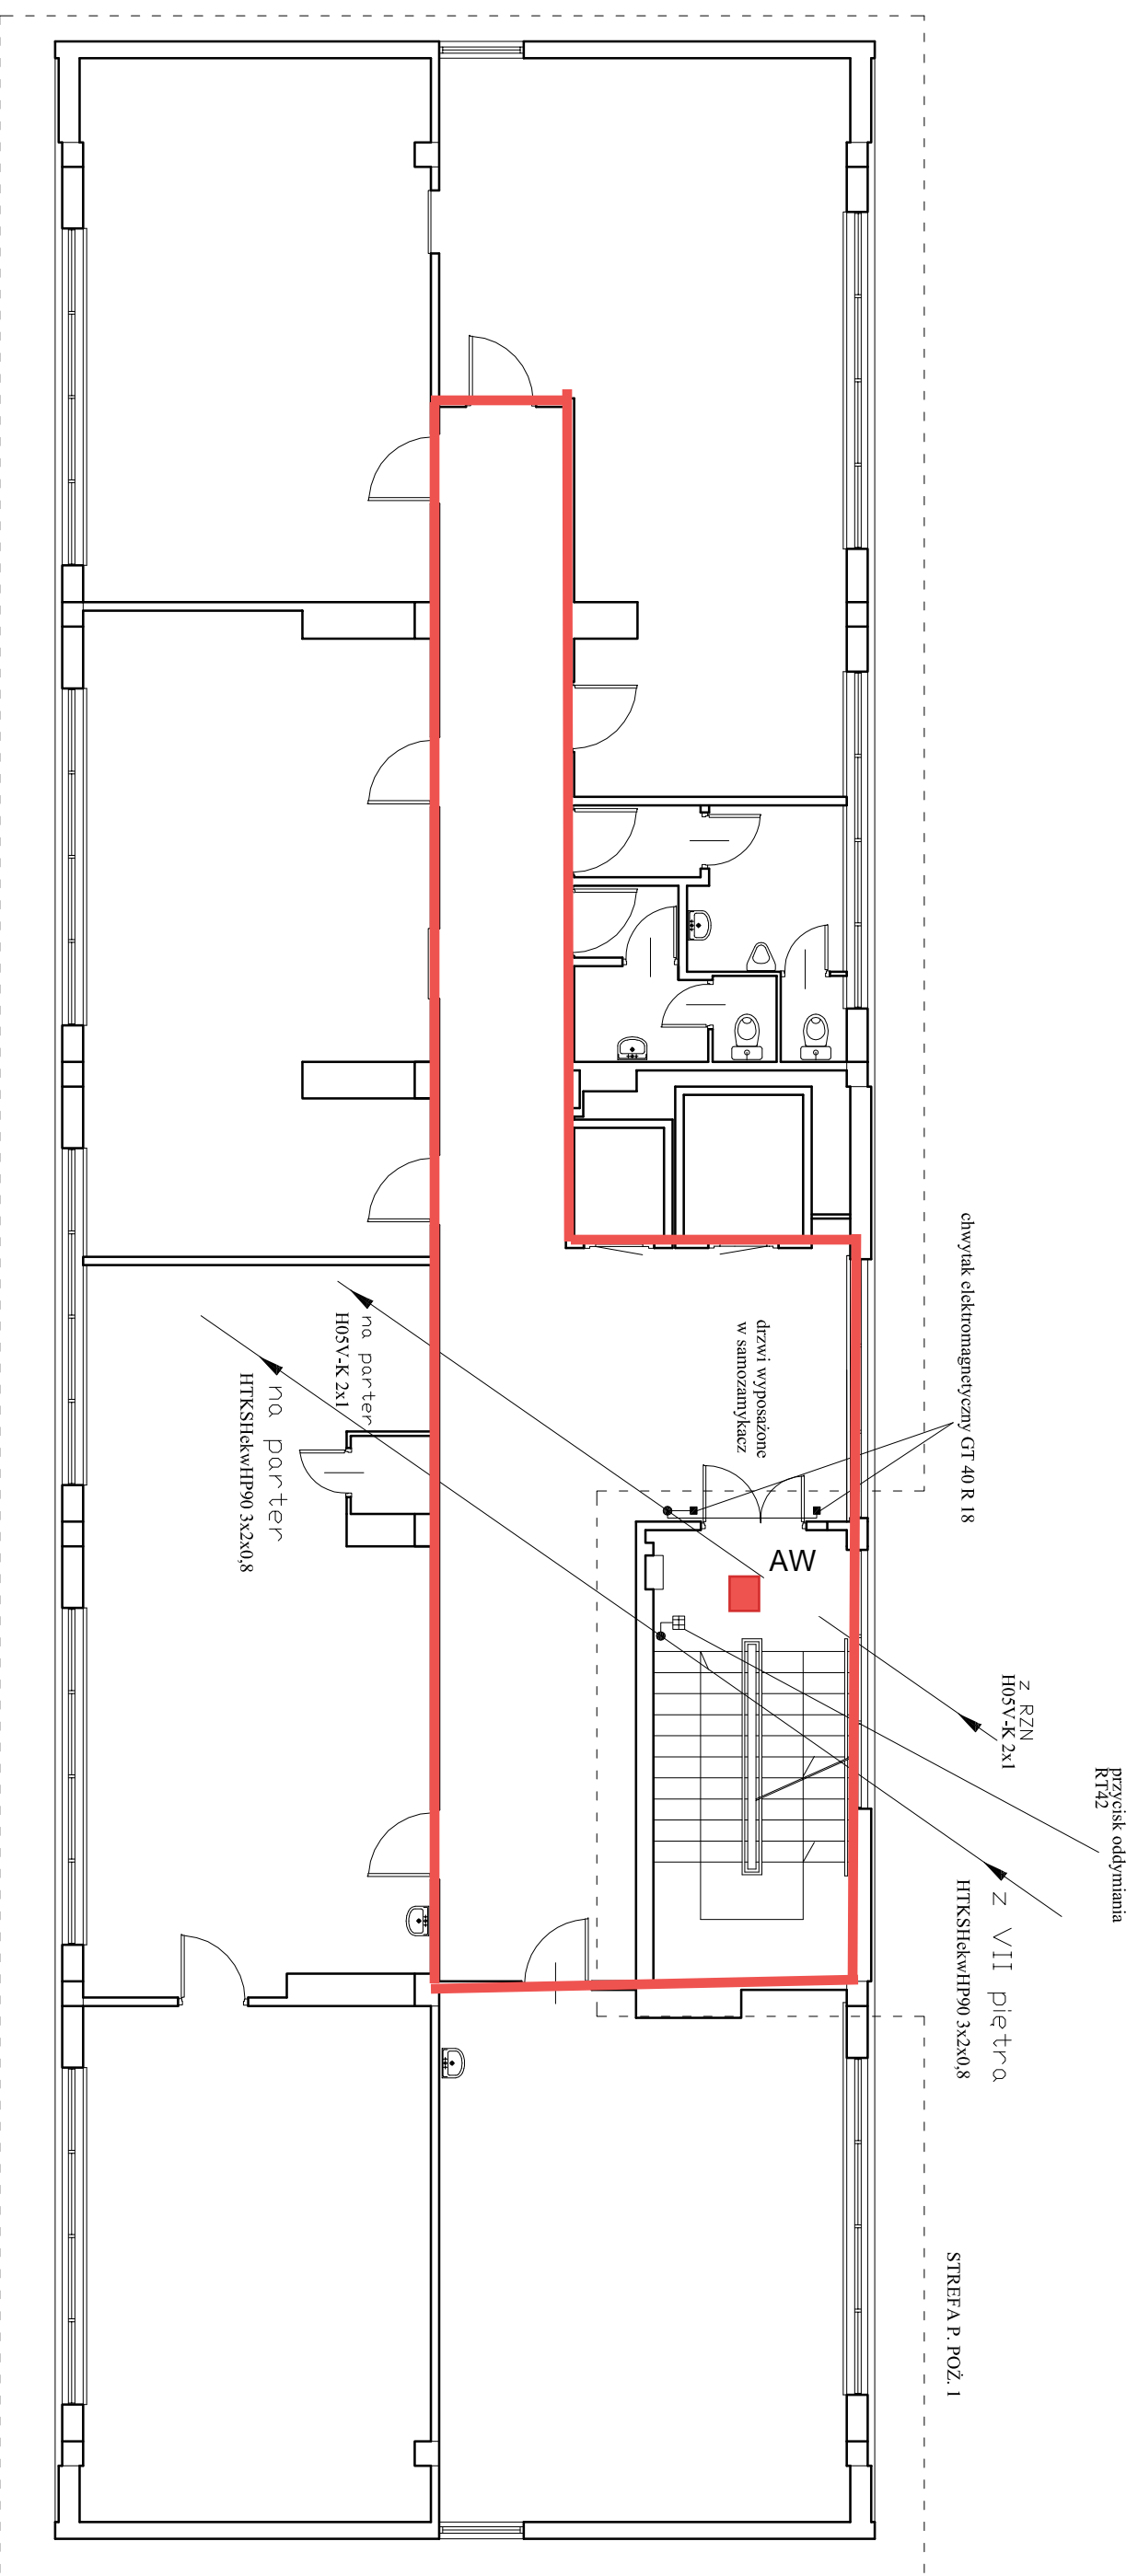 chwytak elektromagnetyczny GT 40 R 18
drzwi wyposażone
w samozamykacz
na parter
H05V-K 2x1
na parter
HTKSHekwHP90 3x2x0,8
AW
z RZN
H05V-K 2x1
przycisk oddymiania
RT42
z VII piętra
HTKSHekwHP90 3x2x0,8
STREFA P. POŻ. 1